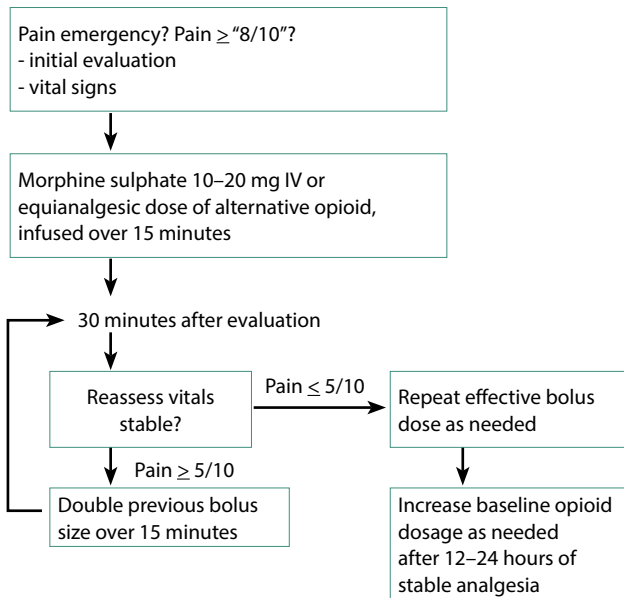 Pain emergency? Pain ≥ “8/10”?
- initial evaluation
- vital signs
Morphine sulphate 10–20 mg IV or
equianalgesic dose of alternative opioid,
infused over 15 minutes
30 minutes after evaluation
Reassess vitals
stable?
Pain ≤ 5/10
Repeat effective bolus
dose as needed
Pain ≥ 5/10
Double previous bolus
size over 15 minutes
Increase baseline opioid
dosage as needed
after 12–24 hours of
stable analgesia